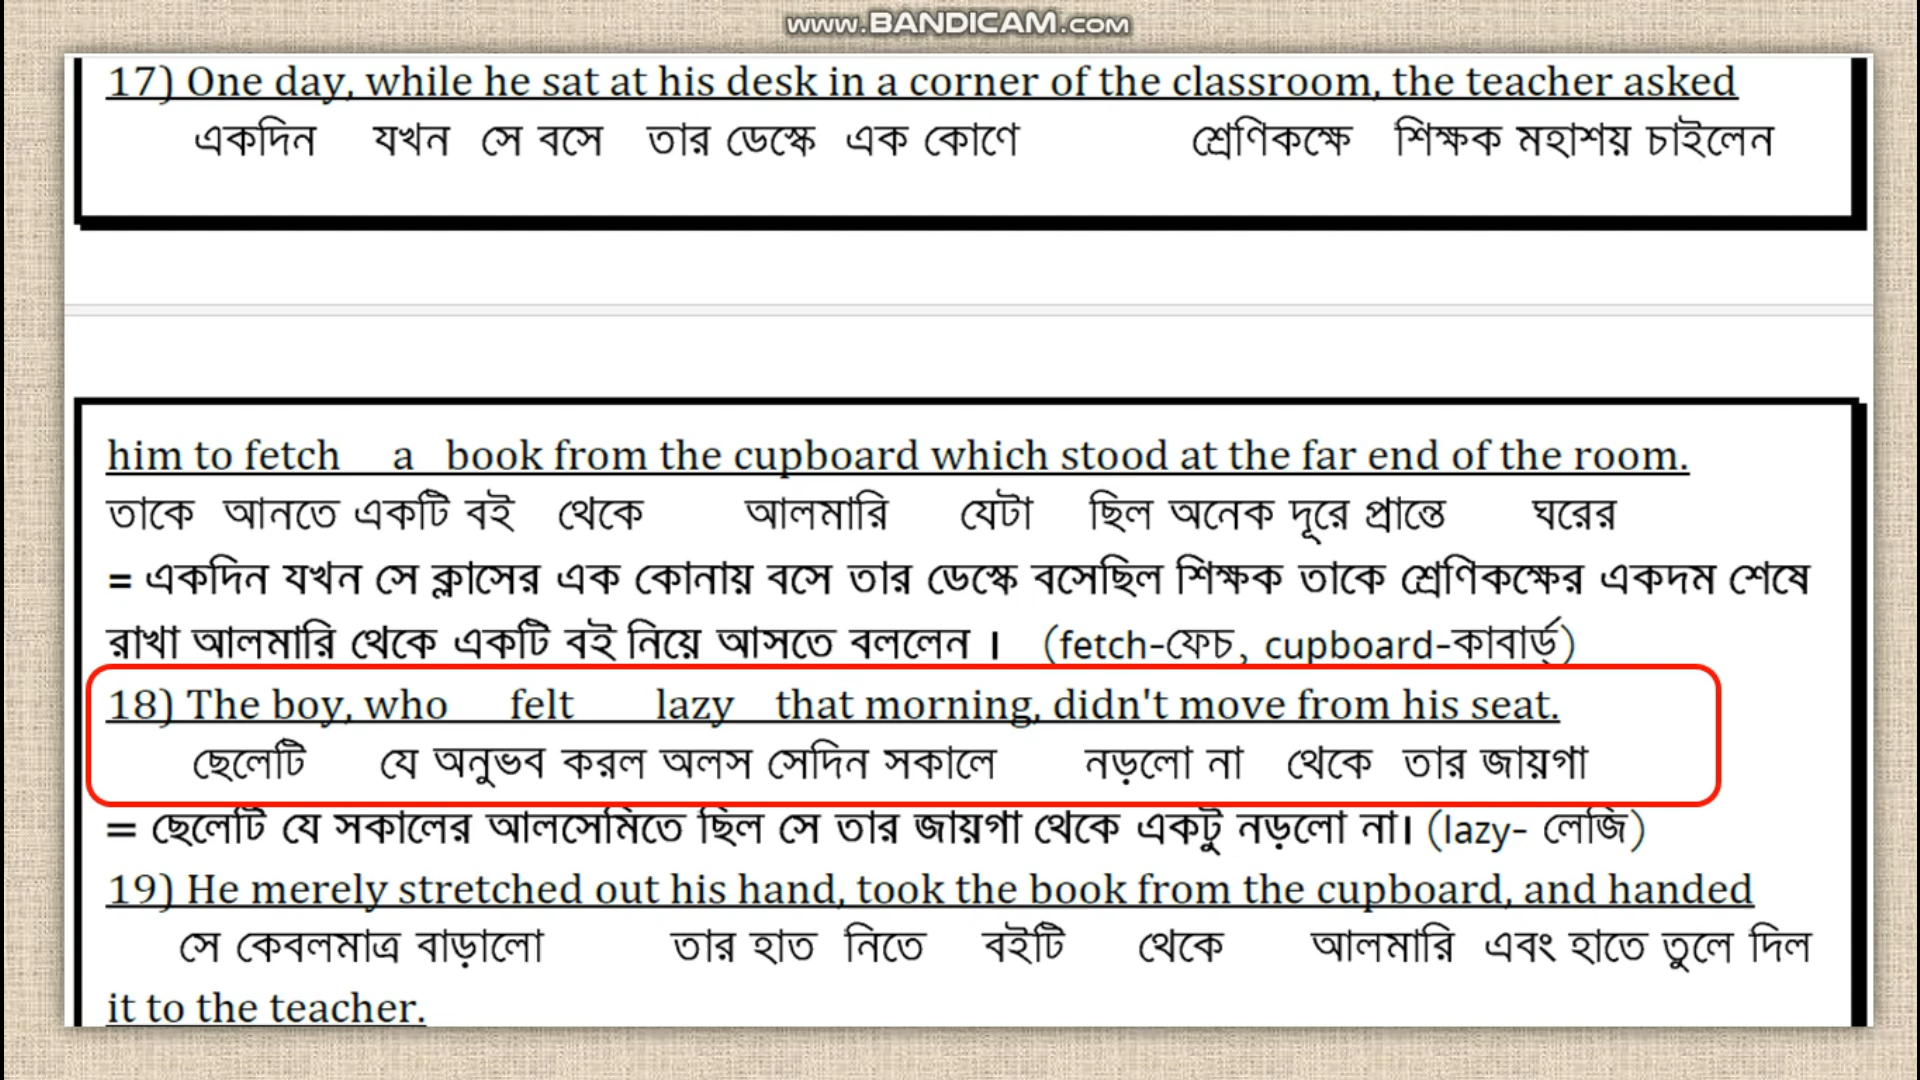 www.BANDICAM.com
17) One day, while he sat at his desk in a corner of the classroom, the teacher asked
একদিন যখন সে বসে তার ডেস্কে এক কোণে শ্রেণিকক্ষে শিক্ষক মহাশয় চাইলেন
him to fetch a book from the cupboard which stood at the far end of the room.
তাকে আনতে একটি বই থেকে আলমারি যেটা ছিল অনেক দূরে প্রান্তে ঘরের
= একদিন যখন সে ক্লাসের এক কোনায় বসে তার ডেস্কে বসেছিল শিক্ষক তাকে শ্রেণিকক্ষের একদম শেষে
রাখা আলমারি থেকে একটি বই নিয়ে আসতে বললেন । (fetch-ফেচ, cupboard-কাবার্ড)
18) The boy, who felt lazy that morning, didn't move from his seat.
ছেলেটি যে অনুভব করল অলস সেদিন সকালে নড়লো না থেকে তার জায়গা
= ছেলেটি যে সকালের আলসেমিতে ছিল সে তার জায়গা থেকে একটু নড়লো না। (lazy- লেজি)
19) He merely stretched out his hand, took the book from the cupboard, and handed
সে কেবলমাত্র বাড়ালো তার হাত নিতে বইটি থেকে আলমারি এবং হাতে তুলে দিল
it to the teacher.